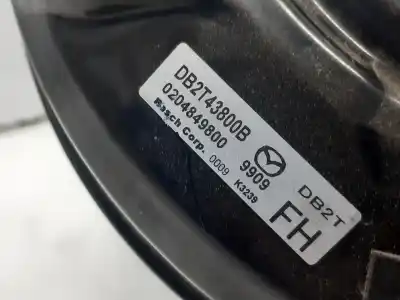 DB2T43800B DB2T
0204849800 9909 FH
Bosch Corp. 0009 K3239